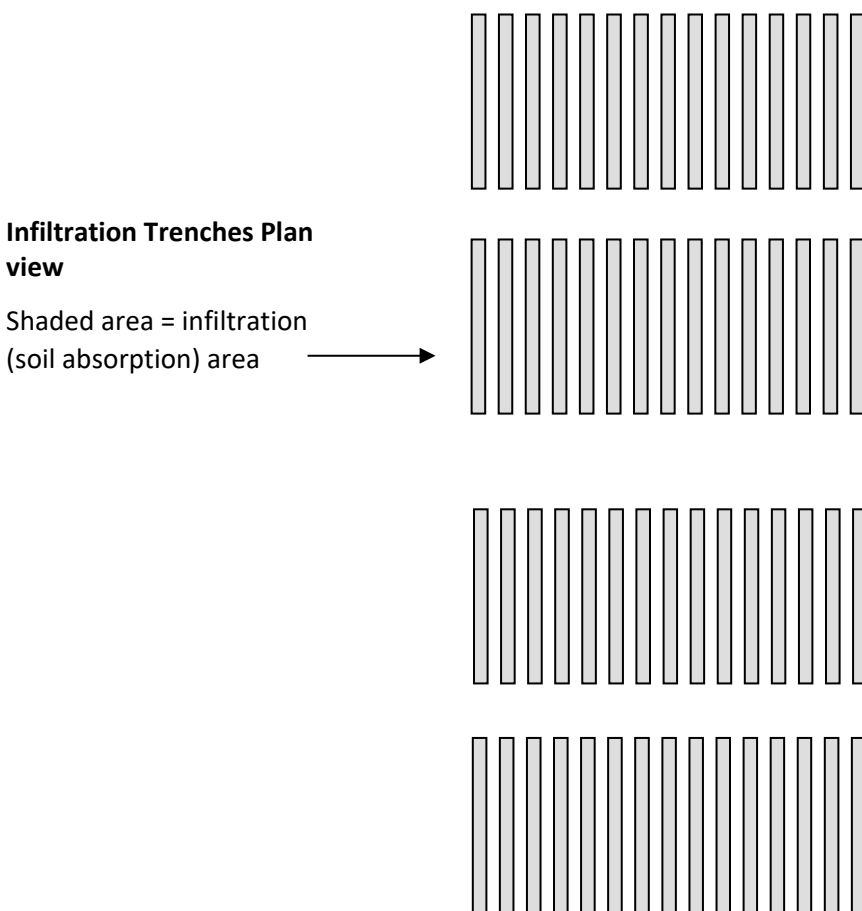 Infiltration Trenches Plan
view
Shaded area = infiltration
(soil absorption) area